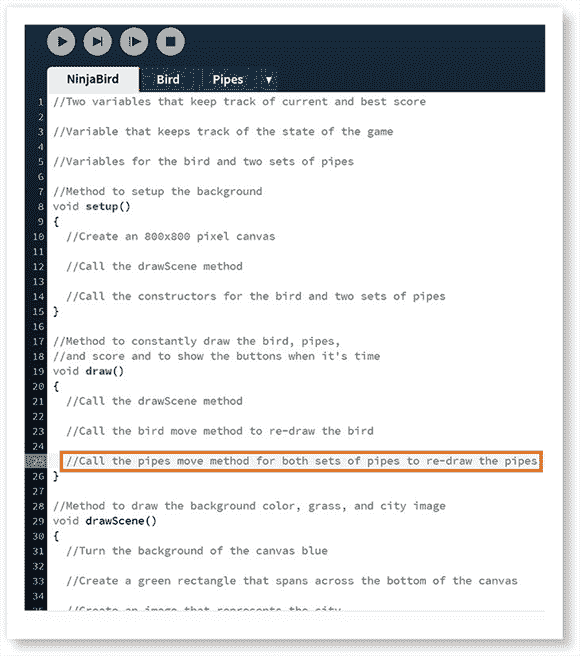 NinjaBird Bird Pipes ▼
1 //Two variables that keep track of current and best score
2
3 //Variable that keeps track of the state of the game
4
5 //Variables for the bird and two sets of pipes
6
7 //Method to setup the background
8 void setup()
9 {
10 //Create an 800x800 pixel canvas
11
12 //Call the drawScene method
13
14 //Call the constructors for the bird and two sets of pipes
15 }
16
17 //Method to constantly draw the bird, pipes,
18 //and score and to show the buttons when it's time
19 void draw()
20 {
21 //Call the drawScene method
22
23 //Call the bird move method to re-draw the bird
24
//Call the pipes move method for both sets of pipes to re-draw the pipes
26 }
27
28 //Method to draw the background color, grass, and city image
29 void drawScene()
30 {
31 //Turn the background of the canvas blue
32
33 //Create a green rectangle that spans across the bottom of the canvas
34
//Create an image that represents the city